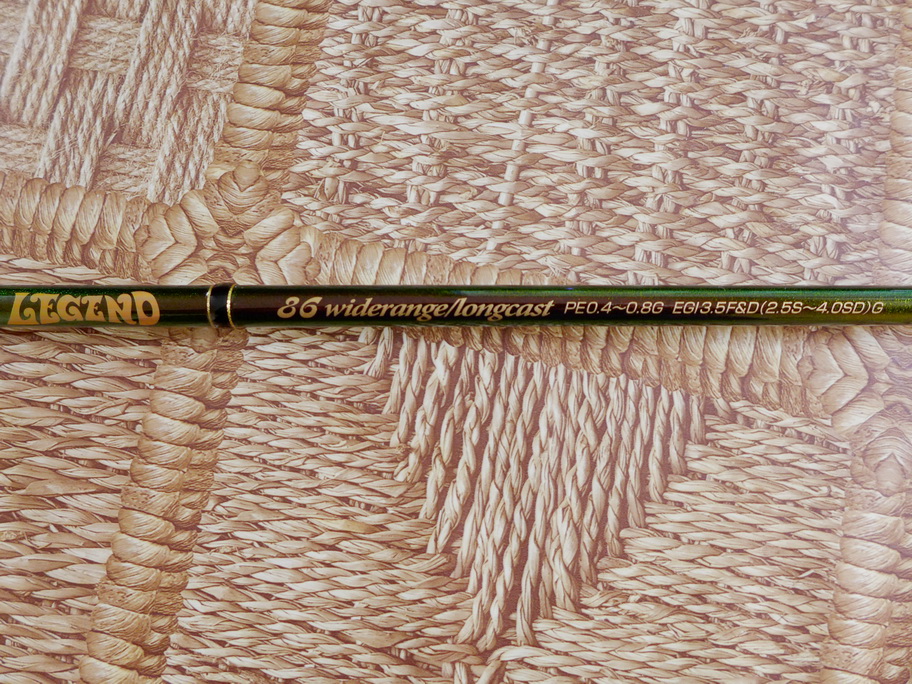 LEGEND 86 widerange/longcast PE0.4~0.8G EGI3.5F&D(2.5S~4.0SD)G